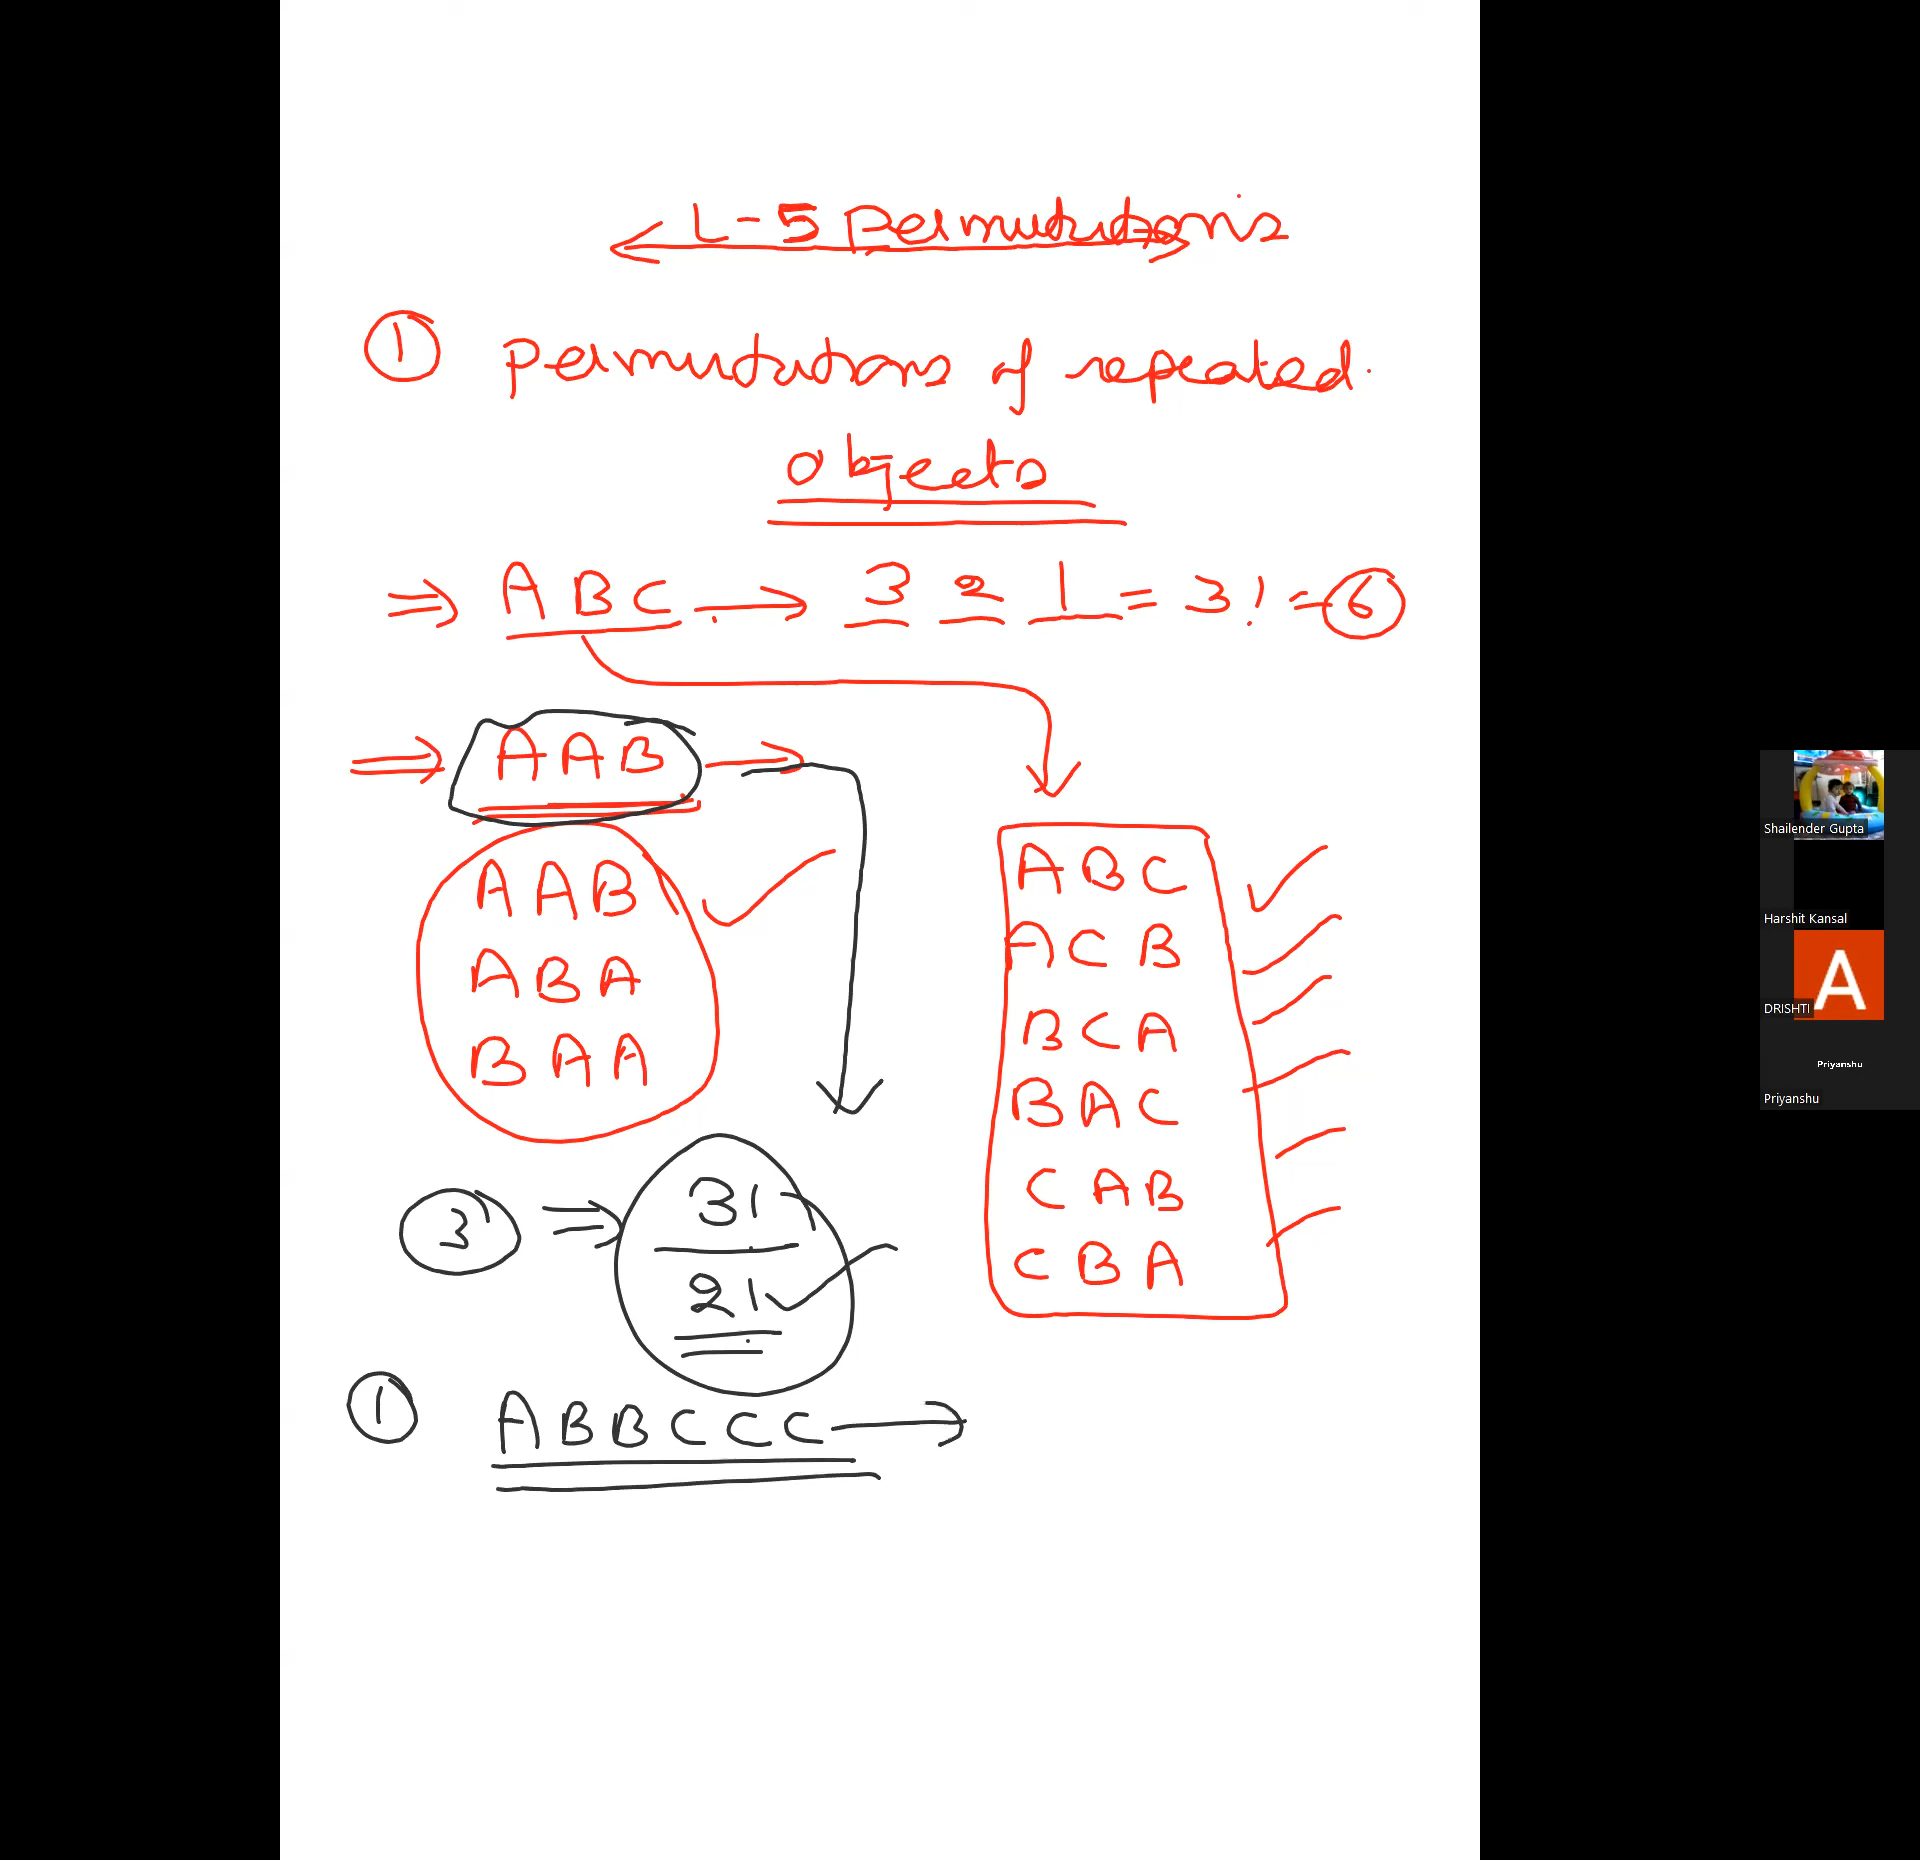 L-5 Permutations
① Permutations of repeated.
objects
⇒ ABC → 3 2 1 = 3! = 6
⇒ AAB →
AAB
ABA
BAA
ABC
ACB
BCA
BAC
CAB
CBA
3 ⇒ 3!
2!
① ABBCCC →
Shailender Gupta
Harshit Kansal
A
DRISHTI
Priyanshu
Priyanshu